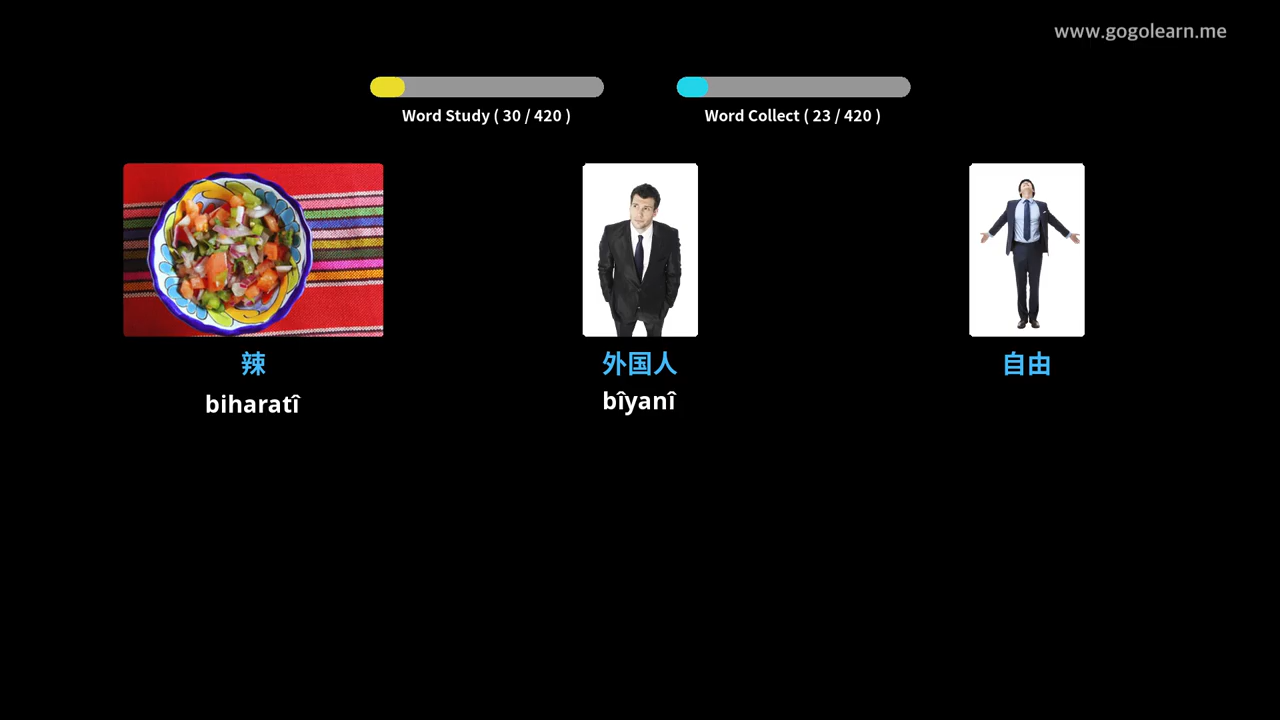 www.gogolearn.me
Word Study ( 30 / 420 )
Word Collect ( 23 / 420 )
辣
外国人
自由
biharatî
bîyanî